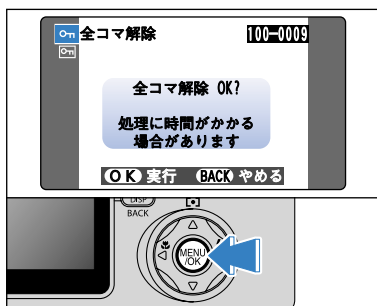 全コマ解除 100-0009
全コマ解除 OK?
処理に時間がかかる
場合があります
OK 実行 BACK やめる
DISP
BACK
MENU
/OK